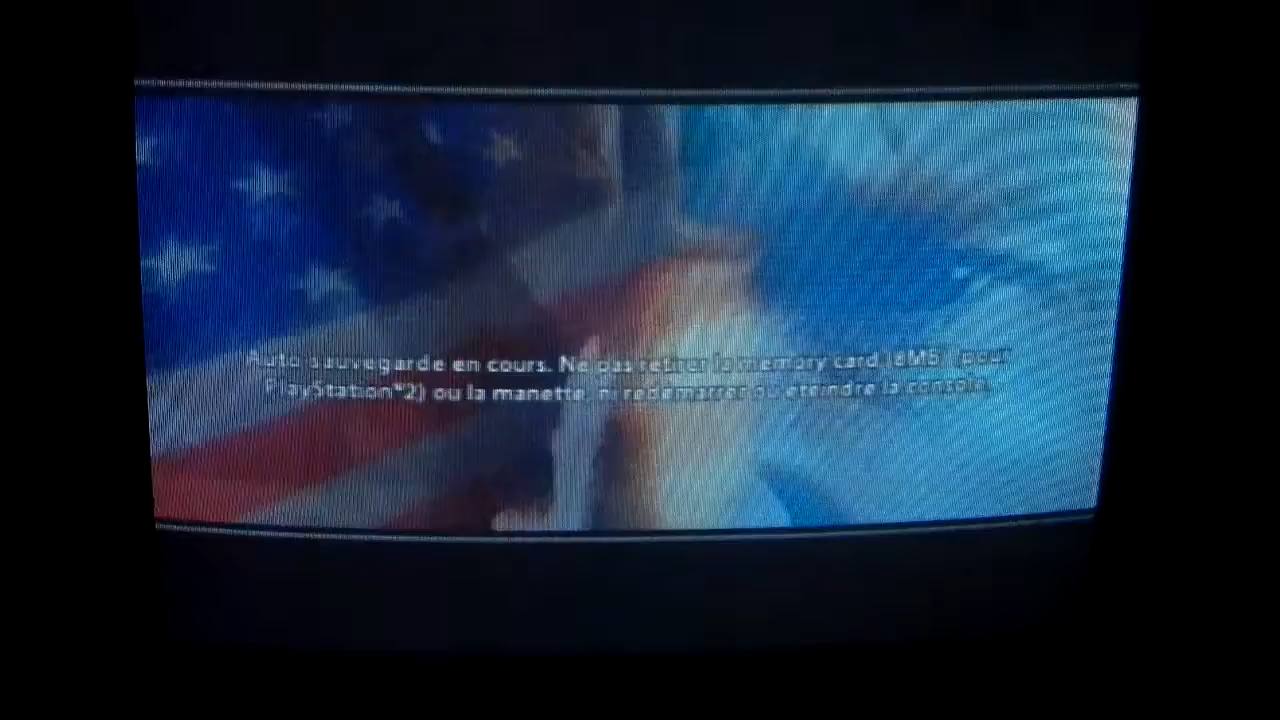 Auto sauvegarde en cours. Ne pas retirer la memory card (8MB) (pour
PlayStation®2) ou la manette, ni redémarrer ou éteindre la console.